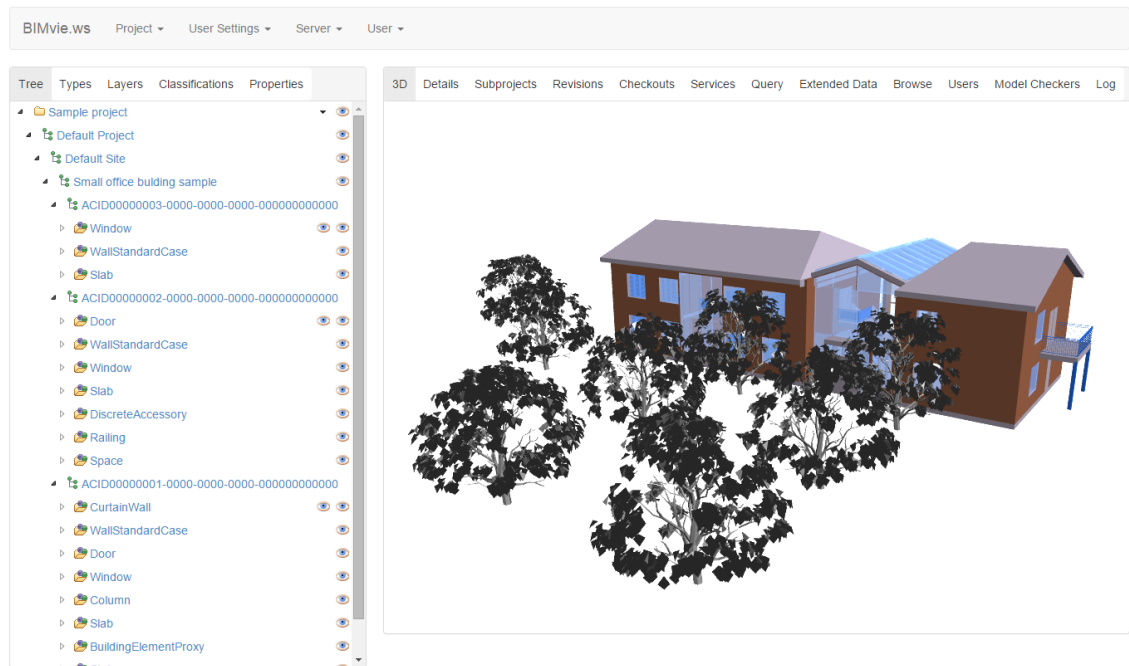 BIMvie.ws Project User Settings Server User
Tree Types Layers Classifications Properties
3D Details Subprojects Revisions Checkouts Services Query Extended Data Browse Users Model Checkers Log
Sample project
Default Project
Default Site
Small office bulding sample
ACID00000003-0000-0000-0000-000000000000
Window
WallStandardCase
Slab
ACID00000002-0000-0000-0000-000000000000
Door
WallStandardCase
Window
Slab
DiscreteAccessory
Railing
Space
ACID00000001-0000-0000-0000-000000000000
CurtainWall
WallStandardCase
Door
Window
Column
Slab
BuildingElementProxy